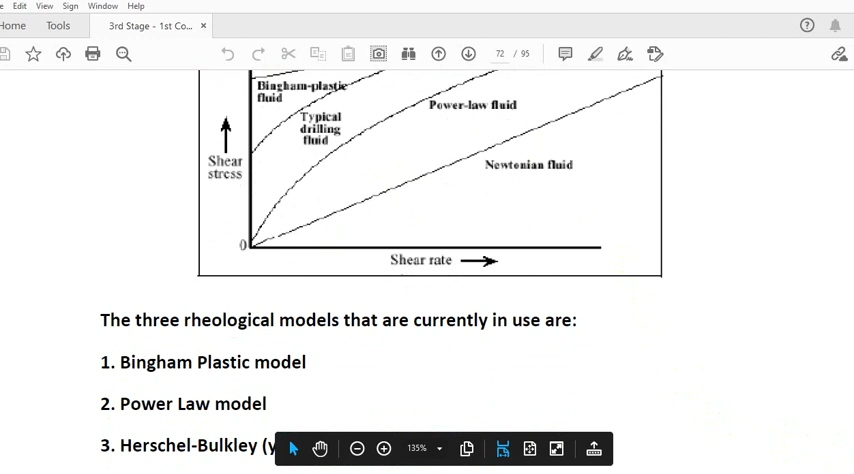 e Edit View Sign Window Help
Home Tools 3rd Stage - 1st Co... ×
72 / 95
Bingham-plastic
fluid
Typical
drilling
fluid
Power-law fluid
Shear
stress
Newtonian fluid
0
Shear rate
The three rheological models that are currently in use are:
1. Bingham Plastic model
2. Power Law model
3. Herschel-Bulkley (y
135%